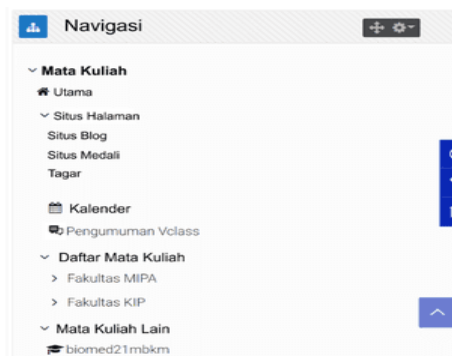 Navigasi
Mata Kuliah
Utama
Situs Halaman
Situs Blog
Situs Medali
Tagar
Kalender
Pengumuman Vclass
Daftar Mata Kuliah
Fakultas MIPA
Fakultas KIP
Mata Kuliah Lain
biomed21mbkm